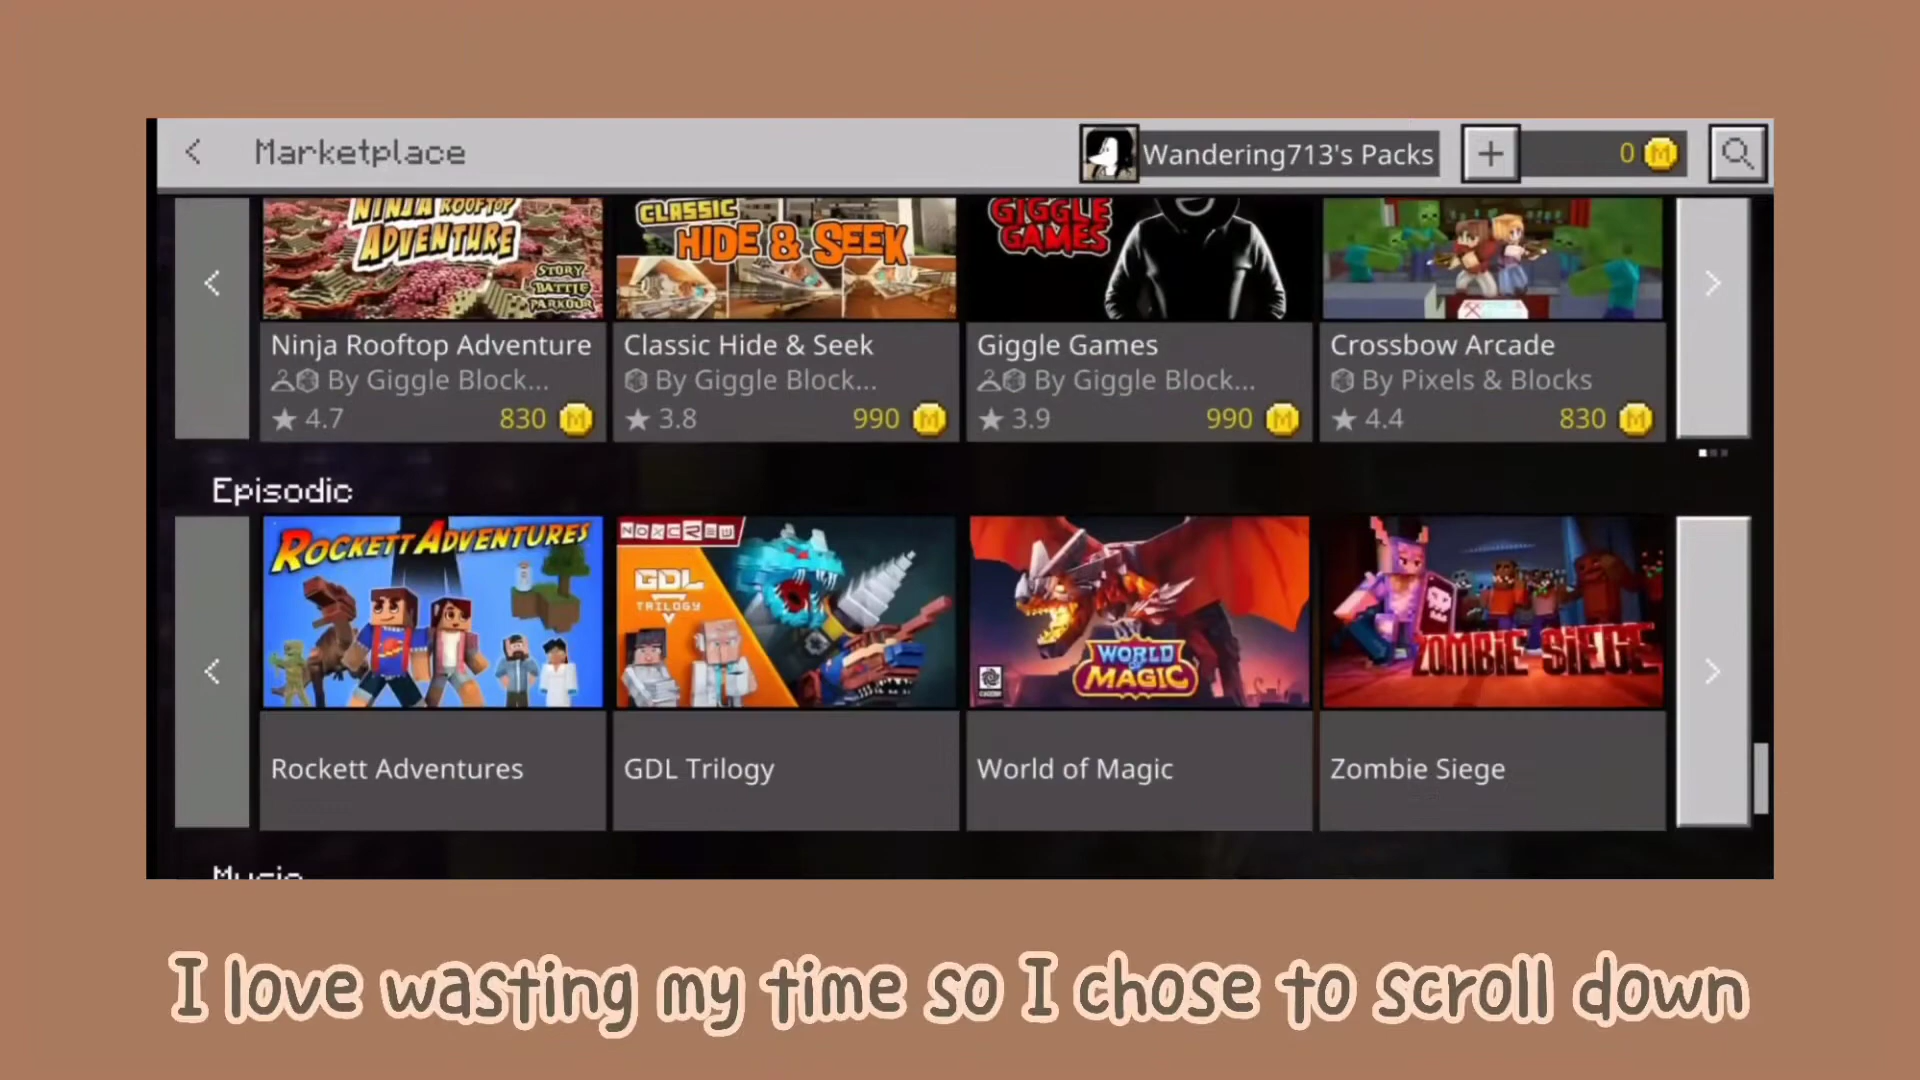 Marketplace
Wandering713's Packs
0
NINJA ROOFTOP
ADVENTURE
STORY
BATTLE
PARKOUR
CLASSIC
HIDE & SEEK
GIGGLE
GAMES
Ninja Rooftop Adventure
By Giggle Block...
4.7
830
Classic Hide & Seek
By Giggle Block...
3.8
990
Giggle Games
By Giggle Block...
3.9
990
Crossbow Arcade
By Pixels & Blocks
4.4
830
Episodic
ROCKETT ADVENTURES
NOXCREW
GDL
TRILOGY
WORLD
OF
MAGIC
ZOMBIE SIEGE
Rockett Adventures
GDL Trilogy
World of Magic
Zombie Siege
Music
I love wasting my time so I chose to scroll down